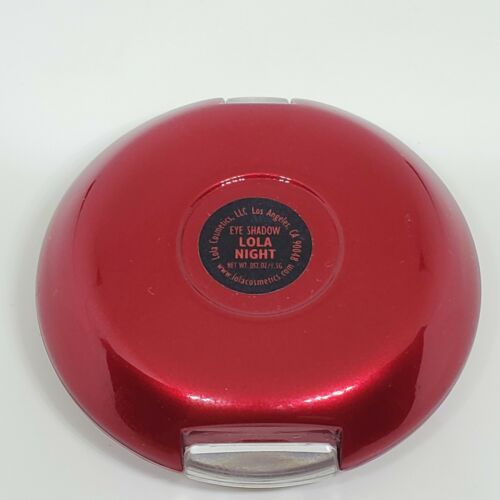 Lola Cosmetics, LLC Los Angeles, CA 90048
EYE SHADOW
LOLA
NIGHT
NET WT. .052 OZ/1.5G
www.lolacosmetics.com